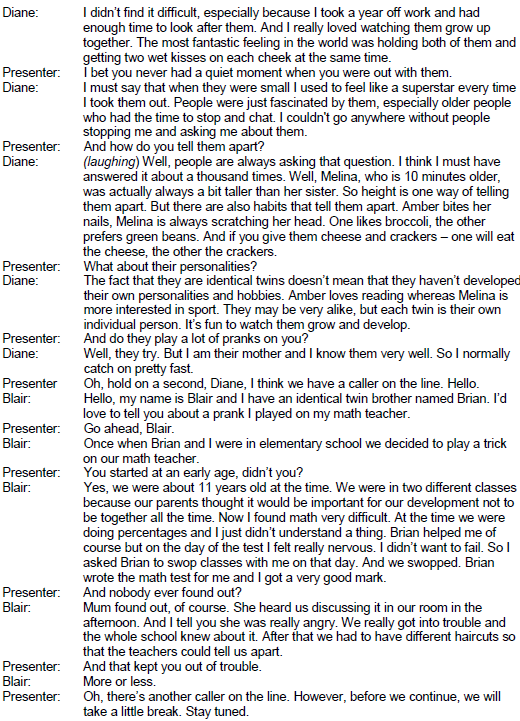 Diane: I didn't find it difficult, especially because I took a year off work and had
enough time to look after them. And I really loved watching them grow up
together. The most fantastic feeling in the world was holding both of them and
getting two wet kisses on each cheek at the same time.
Presenter: I bet you never had a quiet moment when you were out with them.
Diane: I must say that when they were small I used to feel like a superstar every time
I took them out. People were just fascinated by them, especially older people
who had the time to stop and chat. I couldn't go anywhere without people
stopping me and asking me about them.
Presenter: And how do you tell them apart?
Diane: (laughing) Well, people are always asking that question. I think I must have
answered it about a thousand times. Well, Melina, who is 10 minutes older,
was actually always a bit taller than her sister. So height is one way of telling
them apart. But there are also habits that tell them apart. Amber bites her
nails, Melina is always scratching her head. One likes broccoli, the other
prefers green beans. And if you give them cheese and crackers – one will eat
the cheese, the other the crackers.
Presenter: What about their personalities?
Diane: The fact that they are identical twins doesn't mean that they haven't developed
their own personalities and hobbies. Amber loves reading whereas Melina is
more interested in sport. They may be very alike, but each twin is their own
individual person. It's fun to watch them grow and develop.
Presenter: And do they play a lot of pranks on you?
Diane: Well, they try. But I am their mother and I know them very well. So I normally
catch on pretty fast.
Presenter Oh, hold on a second, Diane, I think we have a caller on the line. Hello.
Blair: Hello, my name is Blair and I have an identical twin brother named Brian. I'd
love to tell you about a prank I played on my math teacher.
Presenter: Go ahead, Blair.
Blair: Once when Brian and I were in elementary school we decided to play a trick
on our math teacher.
Presenter: You started at an early age, didn't you?
Blair: Yes, we were about 11 years old at the time. We were in two different classes
because our parents thought it would be important for our development not to
be together all the time. Now I found math very difficult. At the time we were
doing percentages and I just didn't understand a thing. Brian helped me of
course but on the day of the test I felt really nervous. I didn't want to fail. So I
asked Brian to swop classes with me on that day. And we swopped. Brian
wrote the math test for me and I got a very good mark.
Presenter: And nobody ever found out?
Blair: Mum found out, of course. She heard us discussing it in our room in the
afternoon. And I tell you she was really angry. We really got into trouble and
the whole school knew about it. After that we had to have different haircuts so
that the teachers could tell us apart.
Presenter: And that kept you out of trouble.
Blair: More or less.
Presenter: Oh, there's another caller on the line. However, before we continue, we will
take a little break. Stay tuned.